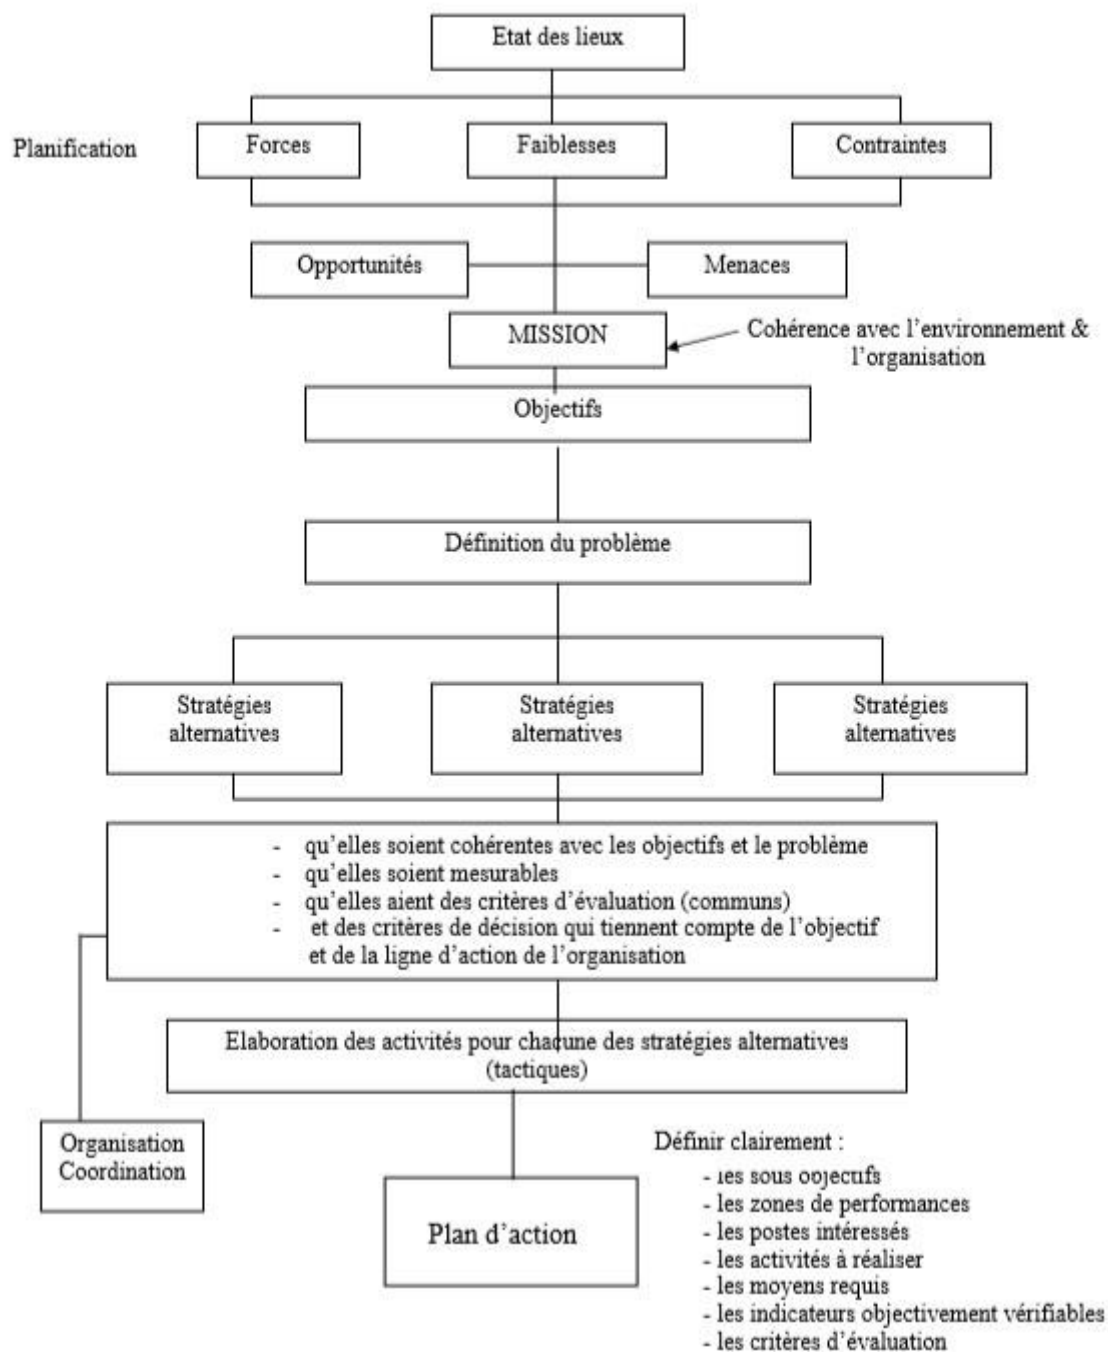 Etat des lieux
Planification
Forces
Faiblesses
Contraintes
Opportunités
Menaces
MISSION
Cohérence avec l'environnement &
l'organisation
Objectifs
Définition du problème
Stratégies
alternatives
Stratégies
alternatives
Stratégies
alternatives
- qu'elles soient cohérentes avec les objectifs et le problème
- qu'elles soient mesurables
- qu'elles aient des critères d'évaluation (communs)
- et des critères de décision qui tiennent compte de l'objectif
et de la ligne d'action de l'organisation
Elaboration des activités pour chacune des stratégies alternatives
(tactiques)
Organisation
Coordination
Plan d'action
Définir clairement :
- les sous objectifs
- les zones de performances
- les postes intéressés
- les activités à réaliser
- les moyens requis
- les indicateurs objectivement vérifiables
- les critères d'évaluation